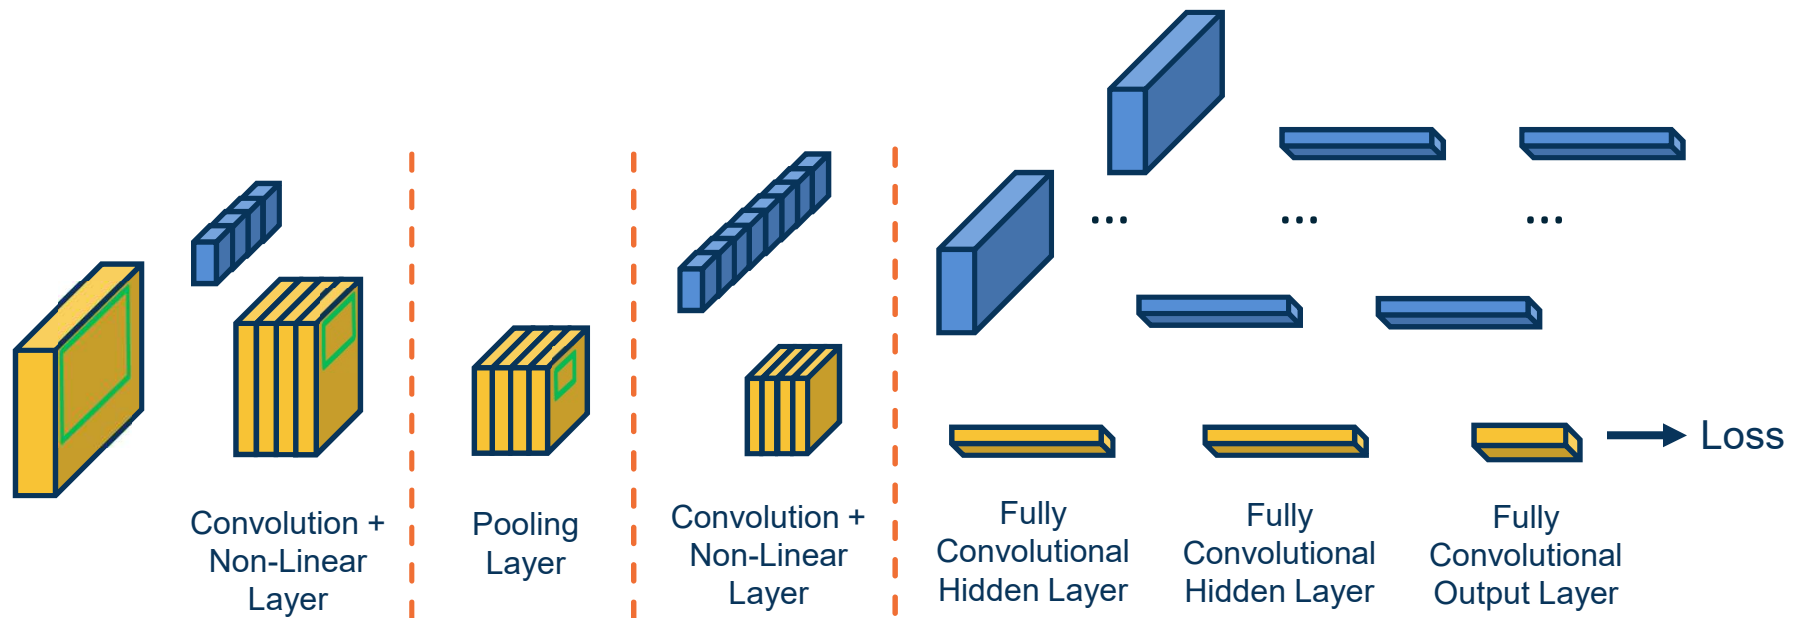 ...
...
...
Loss
Convolution +
Non-Linear
Layer
Pooling
Layer
Convolution +
Non-Linear
Layer
Fully
Convolutional
Hidden Layer
Fully
Convolutional
Hidden Layer
Fully
Convolutional
Output Layer